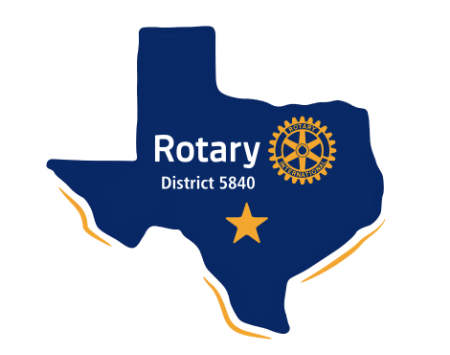 Rotary
District 5840
ROTARY
INTERNATIONAL